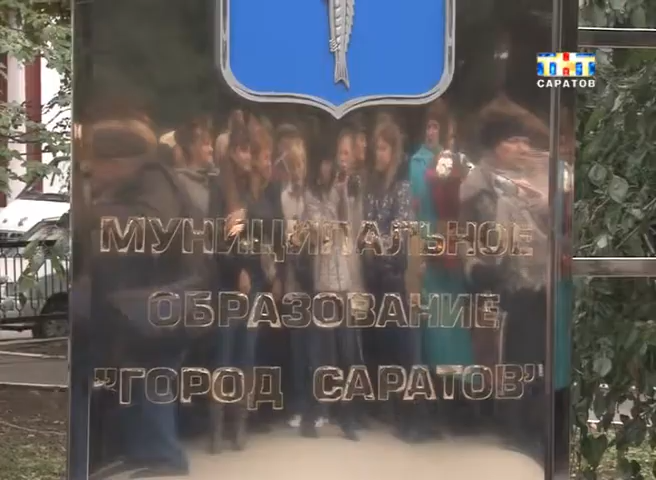 ТНТ
САРАТОВ
МУНИЦИПАЛЬНОЕ
ОБРАЗОВАНИЕ
"ГОРОД САРАТОВ"